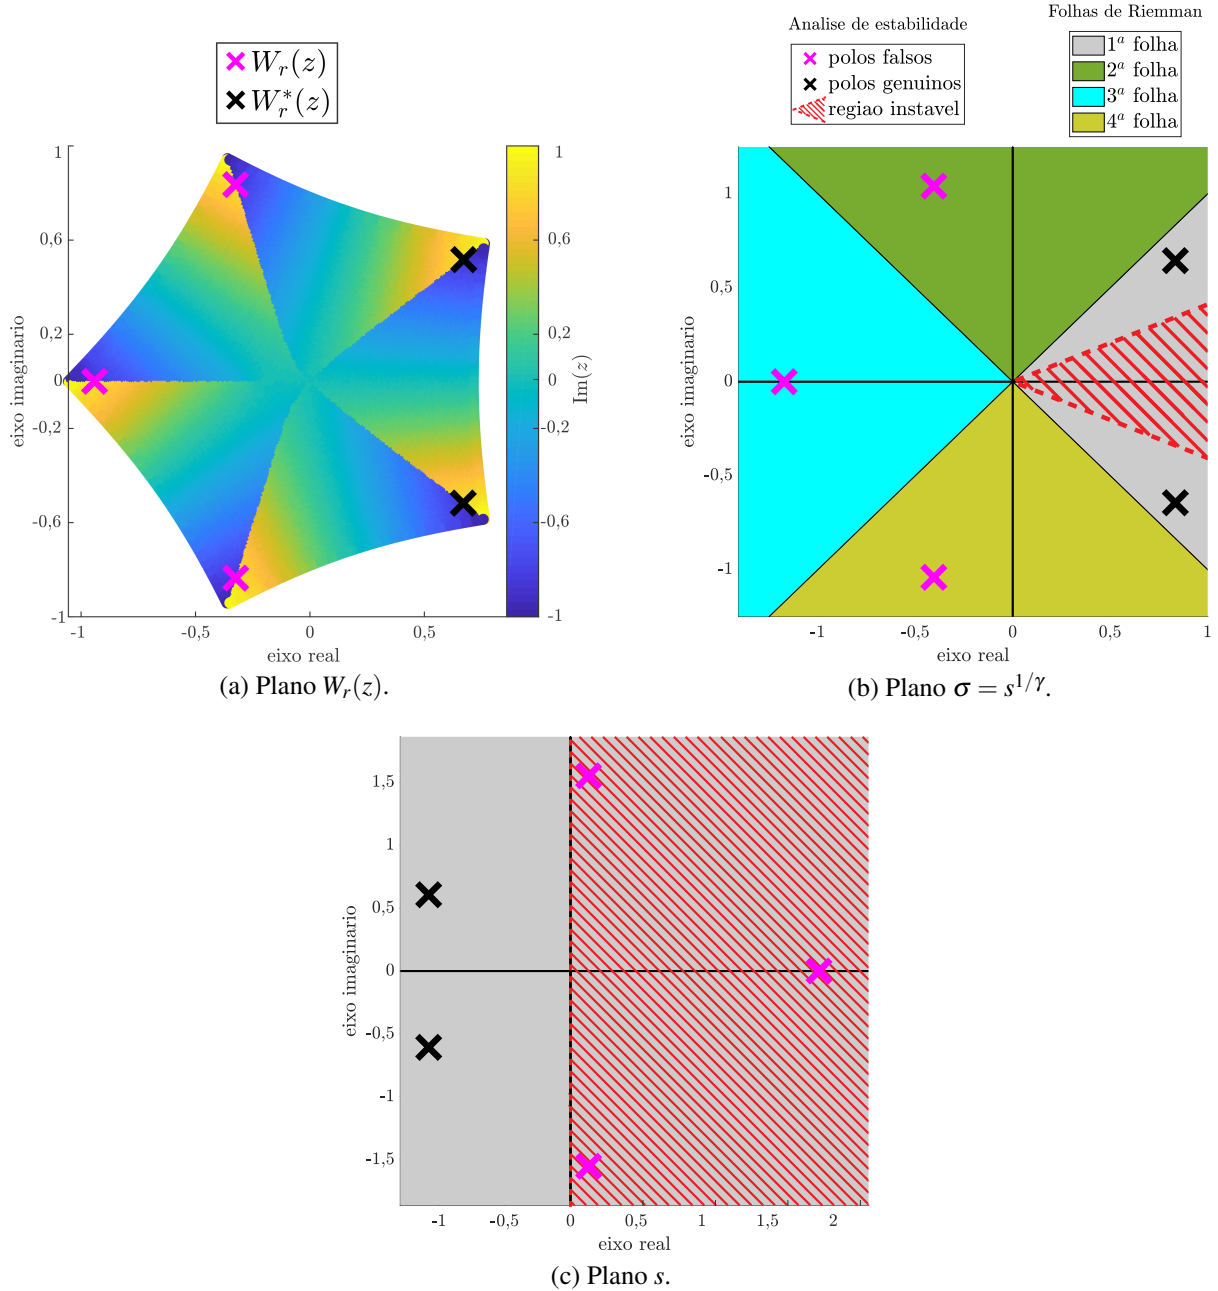 W_r(z)
W_r^*(z)
1
0,6
0,2
0
-0,2
-0,6
-1
eixo imaginario
-1
-0,5
0
0,5
eixo real
1
0,6
0,2
0
-0,2
-0,6
-1
Im(z)
(a) Plano W_r(z).
Analise de estabilidade
polos falsos
polos genuinos
regiao instavel
Folhas de Riemman
1ª folha
2ª folha
3ª folha
4ª folha
1
0,5
0
-0,5
-1
eixo imaginario
-1
-0,5
0
0,5
1
eixo real
(b) Plano σ = s^{1/γ}.
1,5
1
0,5
0
-0,5
-1
-1,5
eixo imaginario
-1
-0,5
0
0,5
1
1,5
2
eixo real
(c) Plano s.